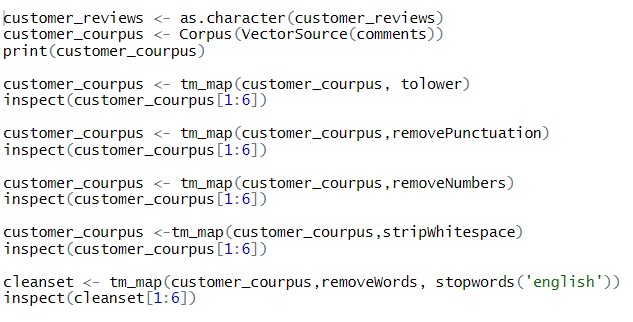 customer_reviews <- as.character(customer_reviews)
customer_courpus <- Corpus(VectorSource(comments))
print(customer_courpus)
customer_courpus <- tm_map(customer_courpus, tolower)
inspect(customer_courpus[1:6])
customer_courpus <- tm_map(customer_courpus,removePunctuation)
inspect(customer_courpus[1:6])
customer_courpus <- tm_map(customer_courpus,removeNumbers)
inspect(customer_courpus[1:6])
customer_courpus <-tm_map(customer_courpus,stripWhitespace)
inspect(customer_courpus[1:6])
cleanset <- tm_map(customer_courpus,removeWords, stopwords('english'))
inspect(cleanset[1:6])